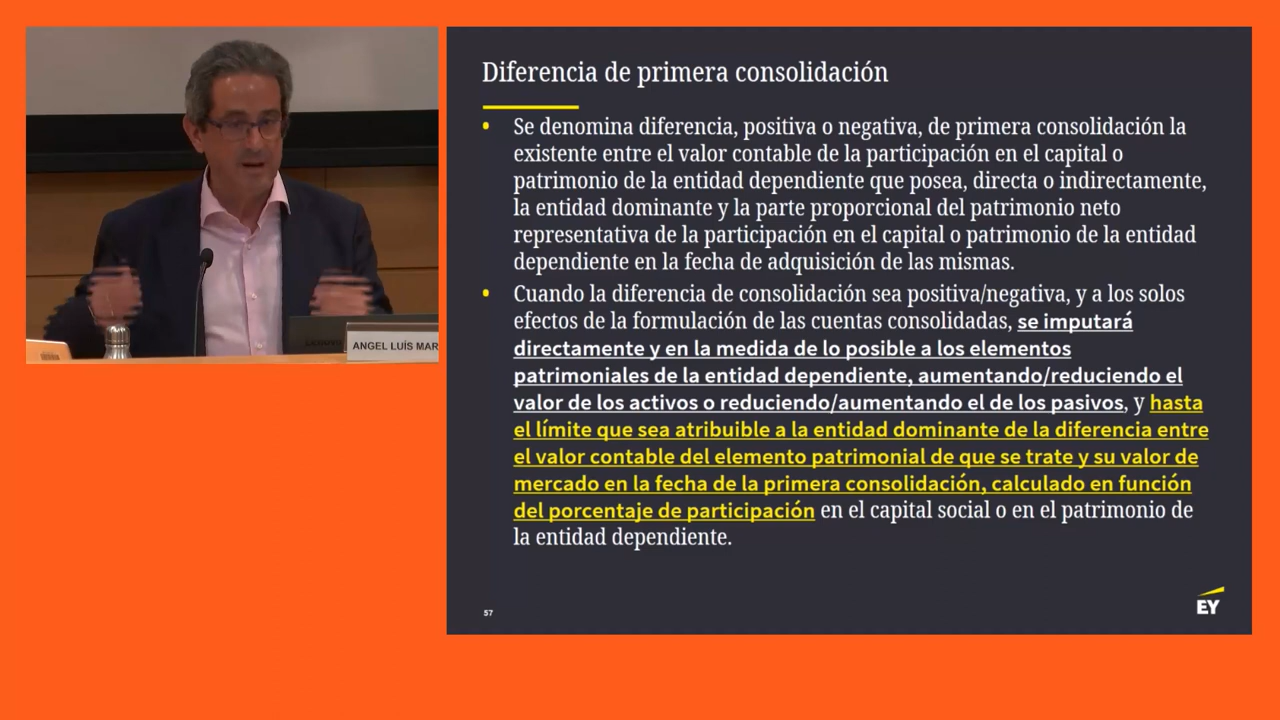 ANGEL LUÍS MAR
Diferencia de primera consolidación
• Se denomina diferencia, positiva o negativa, de primera consolidación la
existente entre el valor contable de la participación en el capital o
patrimonio de la entidad dependiente que posea, directa o indirectamente,
la entidad dominante y la parte proporcional del patrimonio neto
representativa de la participación en el capital o patrimonio de la entidad
dependiente en la fecha de adquisición de las mismas.
• Cuando la diferencia de consolidación sea positiva/negativa, y a los solos
efectos de la formulación de las cuentas consolidadas, se imputará
directamente y en la medida de lo posible a los elementos
patrimoniales de la entidad dependiente, aumentando/reduciendo el
valor de los activos o reduciendo/aumentando el de los pasivos, y hasta
el límite que sea atribuible a la entidad dominante de la diferencia entre
el valor contable del elemento patrimonial de que se trate y su valor de
mercado en la fecha de la primera consolidación, calculado en función
del porcentaje de participación en el capital social o en el patrimonio de
la entidad dependiente.
57
EY